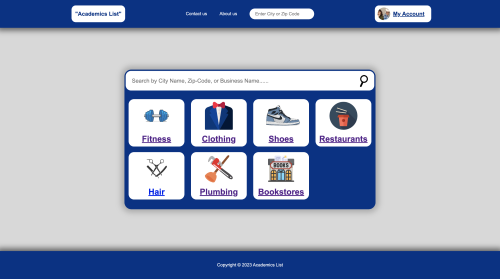 "Academics List"
Contact us
About us
Enter City or Zip Code
My Account
Search by City Name, Zip-Code, or Business Name......
Fitness
Clothing
Shoes
Restaurants
BOOKS
Hair
Plumbing
Bookstores
Copyright © 2023 Academics List